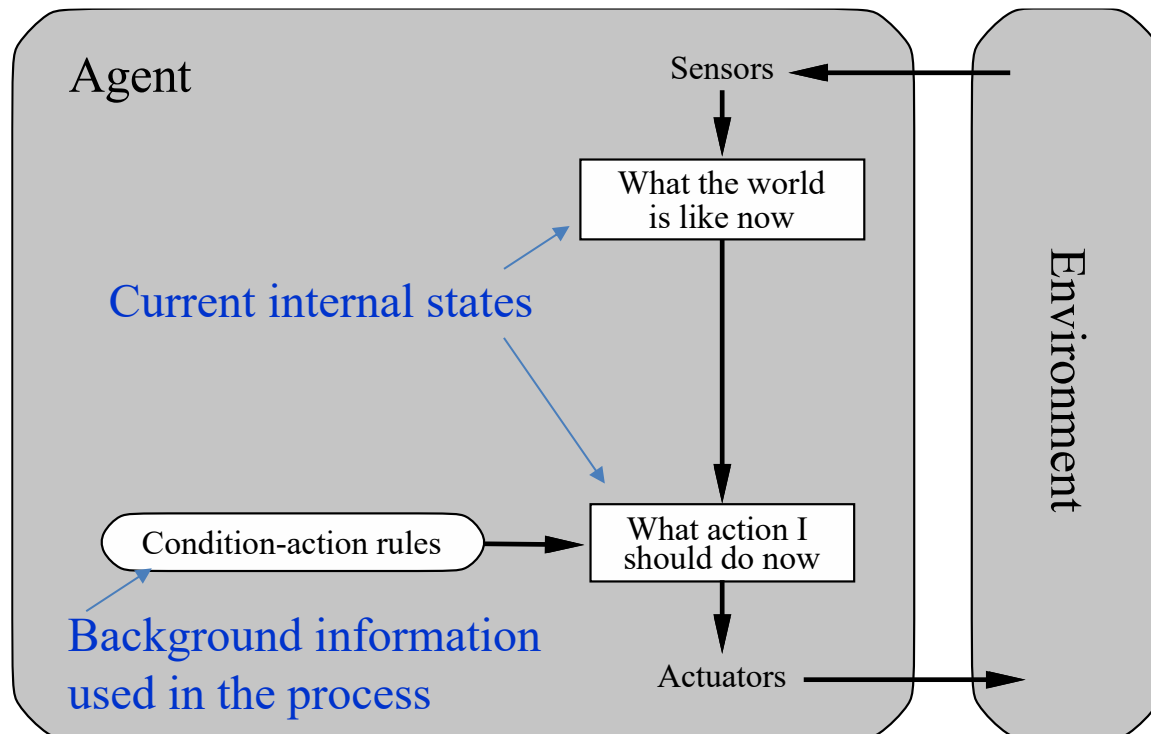 Agent
Sensors
What the world
is like now
Current internal states
Environment
Condition-action rules
What action I
should do now
Background information
used in the process
Actuators